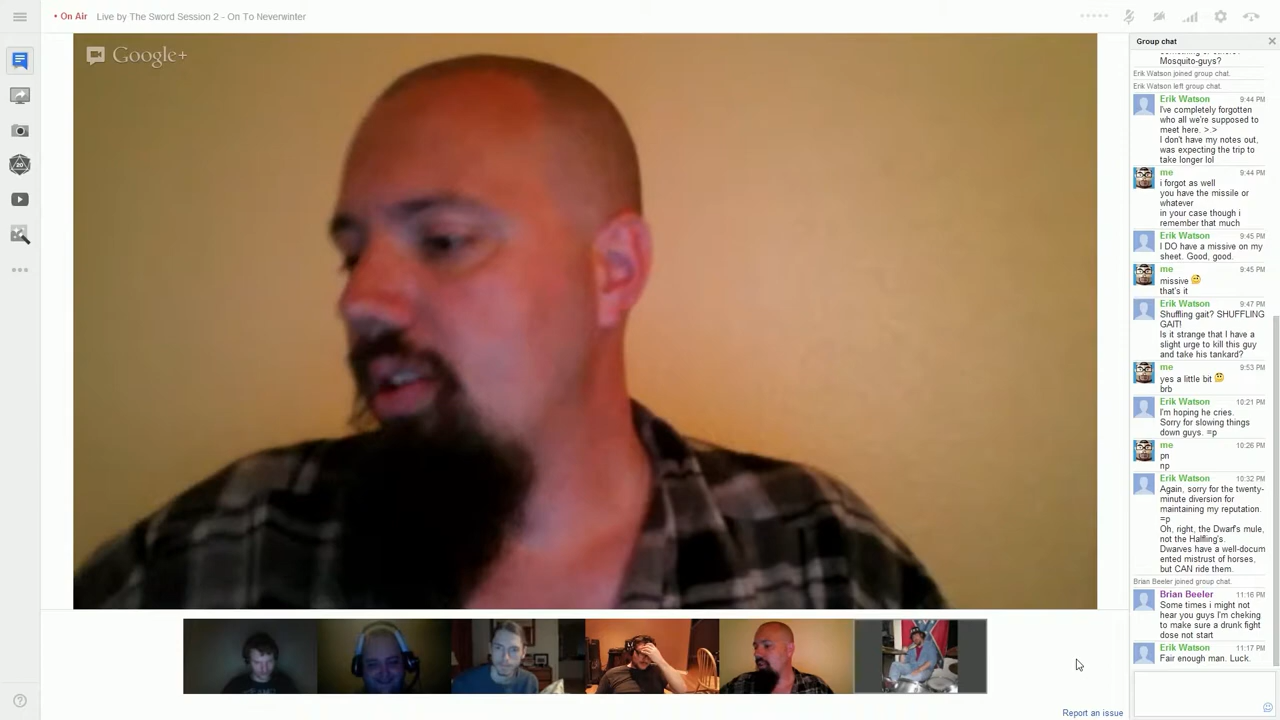 On Air
Live by The Sword Session 2 - On To Neverwinter
Google+
20
Group chat
Mosquito-guys?
Erik Watson joined group chat.
Erik Watson left group chat.
Erik Watson 9:44 PM
I've completely forgotten
who all we're supposed to
meet here. >.>
I don't have my notes out,
was expecting the trip to
take longer lol
me 9:44 PM
i forgot as well
you have the missile or
whatever
in your case though i
remember that much
Erik Watson 9:45 PM
I DO have a missive on my
sheet. Good, good.
me 9:45 PM
missive
that's it
Erik Watson 9:47 PM
Shuffling gait? SHUFFLING
GAIT!
Is it strange that I have a
slight urge to kill this guy
and take his tankard?
me 9:53 PM
yes a little bit
brb
Erik Watson 10:21 PM
I'm hoping he cries.
Sorry for slowing things
down guys. =p
me 10:26 PM
pn
np
Erik Watson 10:32 PM
Again, sorry for the twenty-
minute diversion for
maintaining my reputation.
=p
Oh, right, the Dwarf's mule,
not the Halfling's.
Dwarves have a well-docum
ented mistrust of horses,
but CAN ride them.
Brian Beeler joined group chat.
Brian Beeler 11:16 PM
Some times i might not
hear you guys I'm cheking
to make sure a drunk fight
dose not start
Erik Watson 11:17 PM
Fair enough man. Luck.
Report an issue